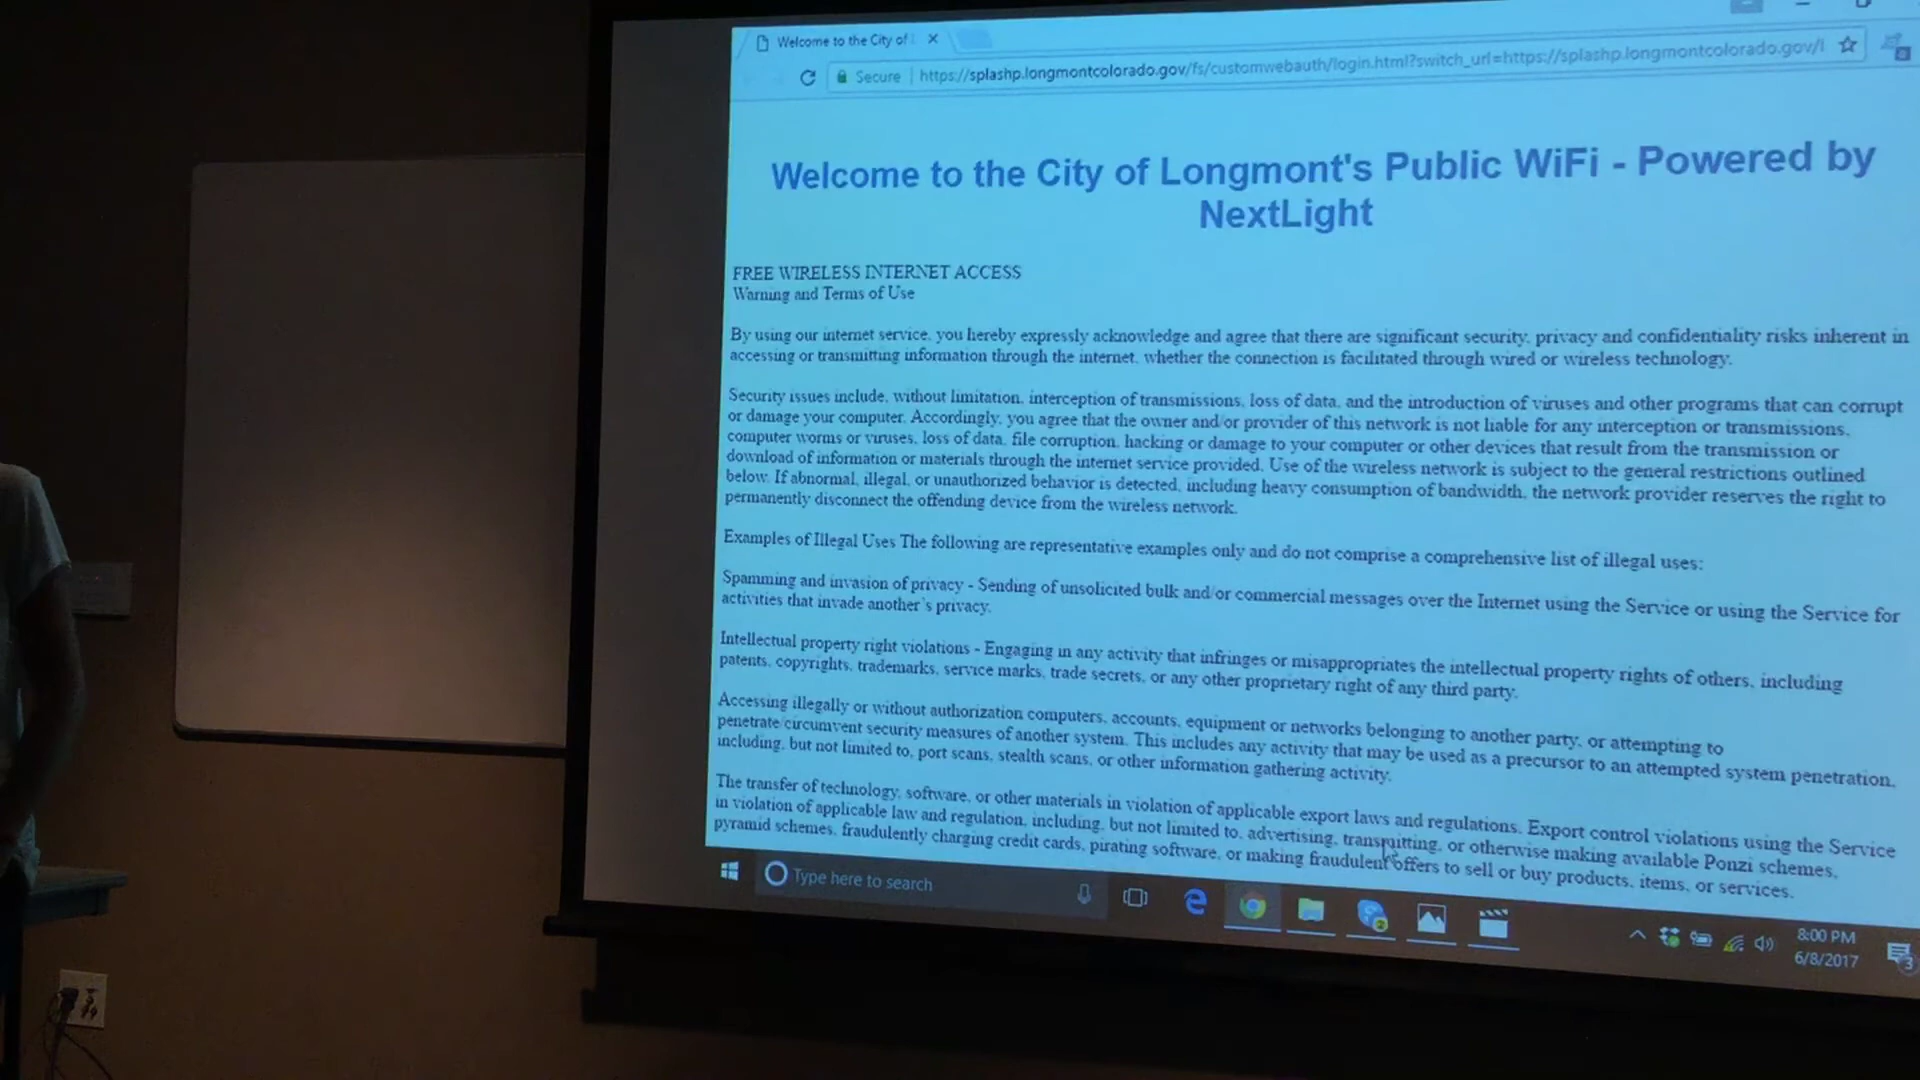 Welcome to the City of
Secure
https://splashp.longmontcolorado.gov/fs/customwebauth/login.html?switch_url=https://splashp.longmontcolorado.gov/l
Welcome to the City of Longmont's Public WiFi - Powered by
NextLight
FREE WIRELESS INTERNET ACCESS
Warning and Terms of Use
By using our internet service, you hereby expressly acknowledge and agree that there are significant security, privacy and confidentiality risks inherent in
accessing or transmitting information through the internet, whether the connection is facilitated through wired or wireless technology.
Security issues include, without limitation, interception of transmissions, loss of data, and the introduction of viruses and other programs that can corrupt
or damage your computer. Accordingly, you agree that the owner and/or provider of this network is not liable for any interception or transmissions,
computer worms or viruses, loss of data, file corruption, hacking or damage to your computer or other devices that result from the transmission or
download of information or materials through the internet service provided. Use of the wireless network is subject to the general restrictions outlined
below. If abnormal, illegal, or unauthorized behavior is detected, including heavy consumption of bandwidth, the network provider reserves the right to
permanently disconnect the offending device from the wireless network.
Examples of Illegal Uses The following are representative examples only and do not comprise a comprehensive list of illegal uses:
Spamming and invasion of privacy - Sending of unsolicited bulk and/or commercial messages over the Internet using the Service or using the Service for
activities that invade another's privacy.
Intellectual property right violations - Engaging in any activity that infringes or misappropriates the intellectual property rights of others, including
patents, copyrights, trademarks, service marks, trade secrets, or any other proprietary right of any third party.
Accessing illegally or without authorization computers, accounts, equipment or networks belonging to another party, or attempting to
penetrate/circumvent security measures of another system. This includes any activity that may be used as a precursor to an attempted system penetration,
including, but not limited to, port scans, stealth scans, or other information gathering activity.
The transfer of technology, software, or other materials in violation of applicable export laws and regulations. Export control violations using the Service
in violation of applicable law and regulation, including, but not limited to, advertising, transmitting, or otherwise making available Ponzi schemes,
pyramid schemes, fraudulently charging credit cards, pirating software, or making fraudulent offers to sell or buy products, items, or services.
Type here to search
2
8:00 PM
6/8/2017
3